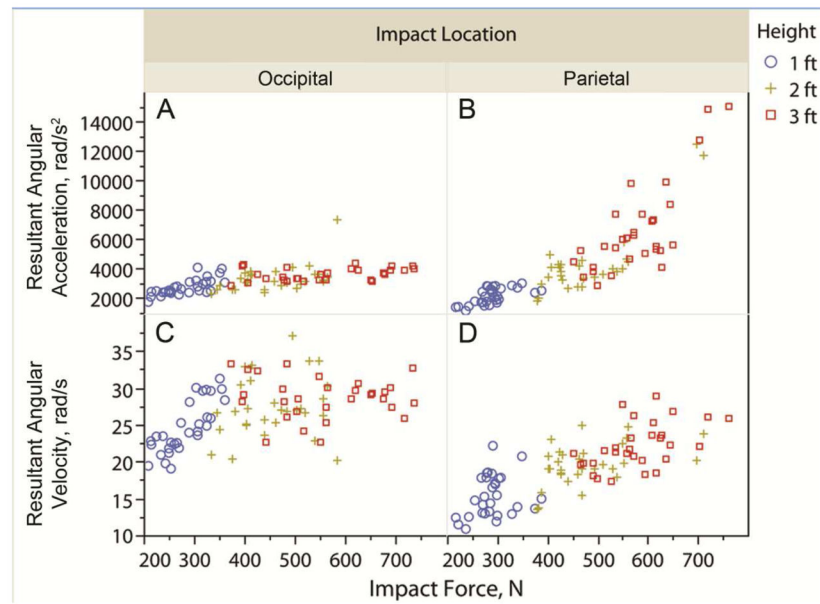 Impact Location
Height
1 ft
2 ft
3 ft
Occipital
Parietal
A
B
Resultant Angular
Acceleration, rad/s²
14000
12000
10000
8000
6000
4000
2000
C
D
Resultant Angular
Velocity, rad/s
35
30
25
20
15
10
200 300 400 500 600 700
200 300 400 500 600 700
Impact Force, N